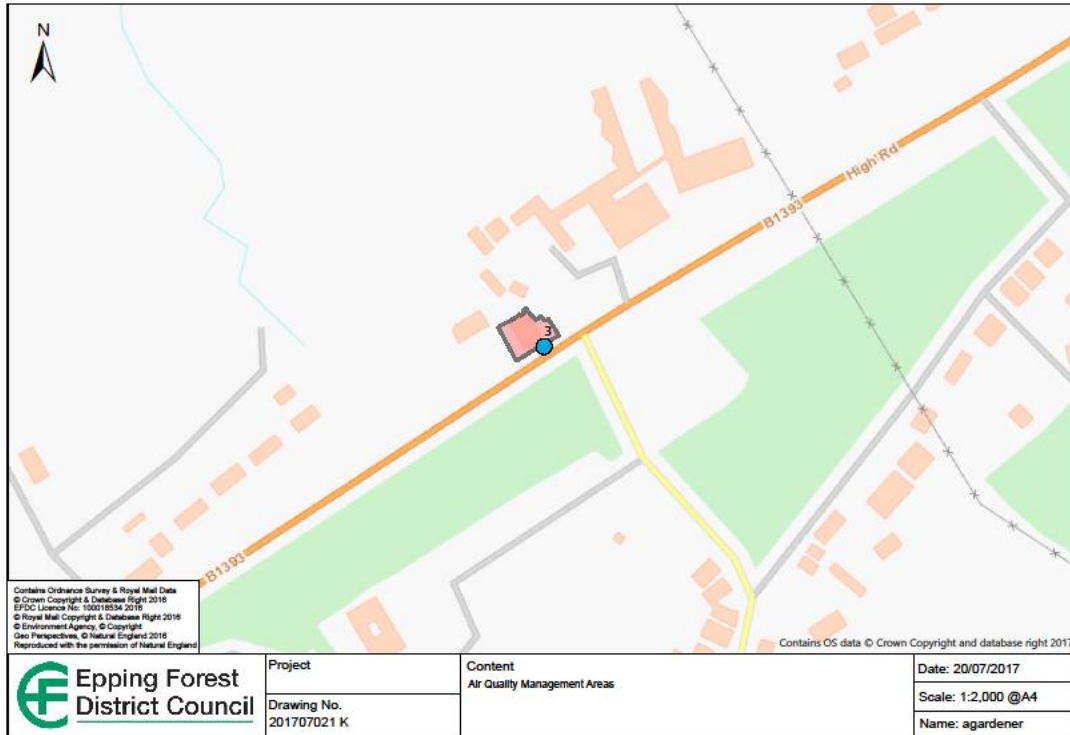 N
High Rd
B1393
3
B1393
Contains Ordnance Survey & Royal Mail Data
© Crown Copyright & Database Right 2016
EFDC Licence No: 100018534 2016
© Royal Mail Copyright & Database Right 2016
© Environment Agency, © Copyright
Geo Perspectives, © Natural England 2016
Reproduced with the permission of Natural England
Contains OS data © Crown Copyright and database right 2017
Epping Forest
District Council
Project
Drawing No.
201707021 K
Content
Air Quality Management Areas
Date: 20/07/2017
Scale: 1:2,000 @A4
Name: agardener